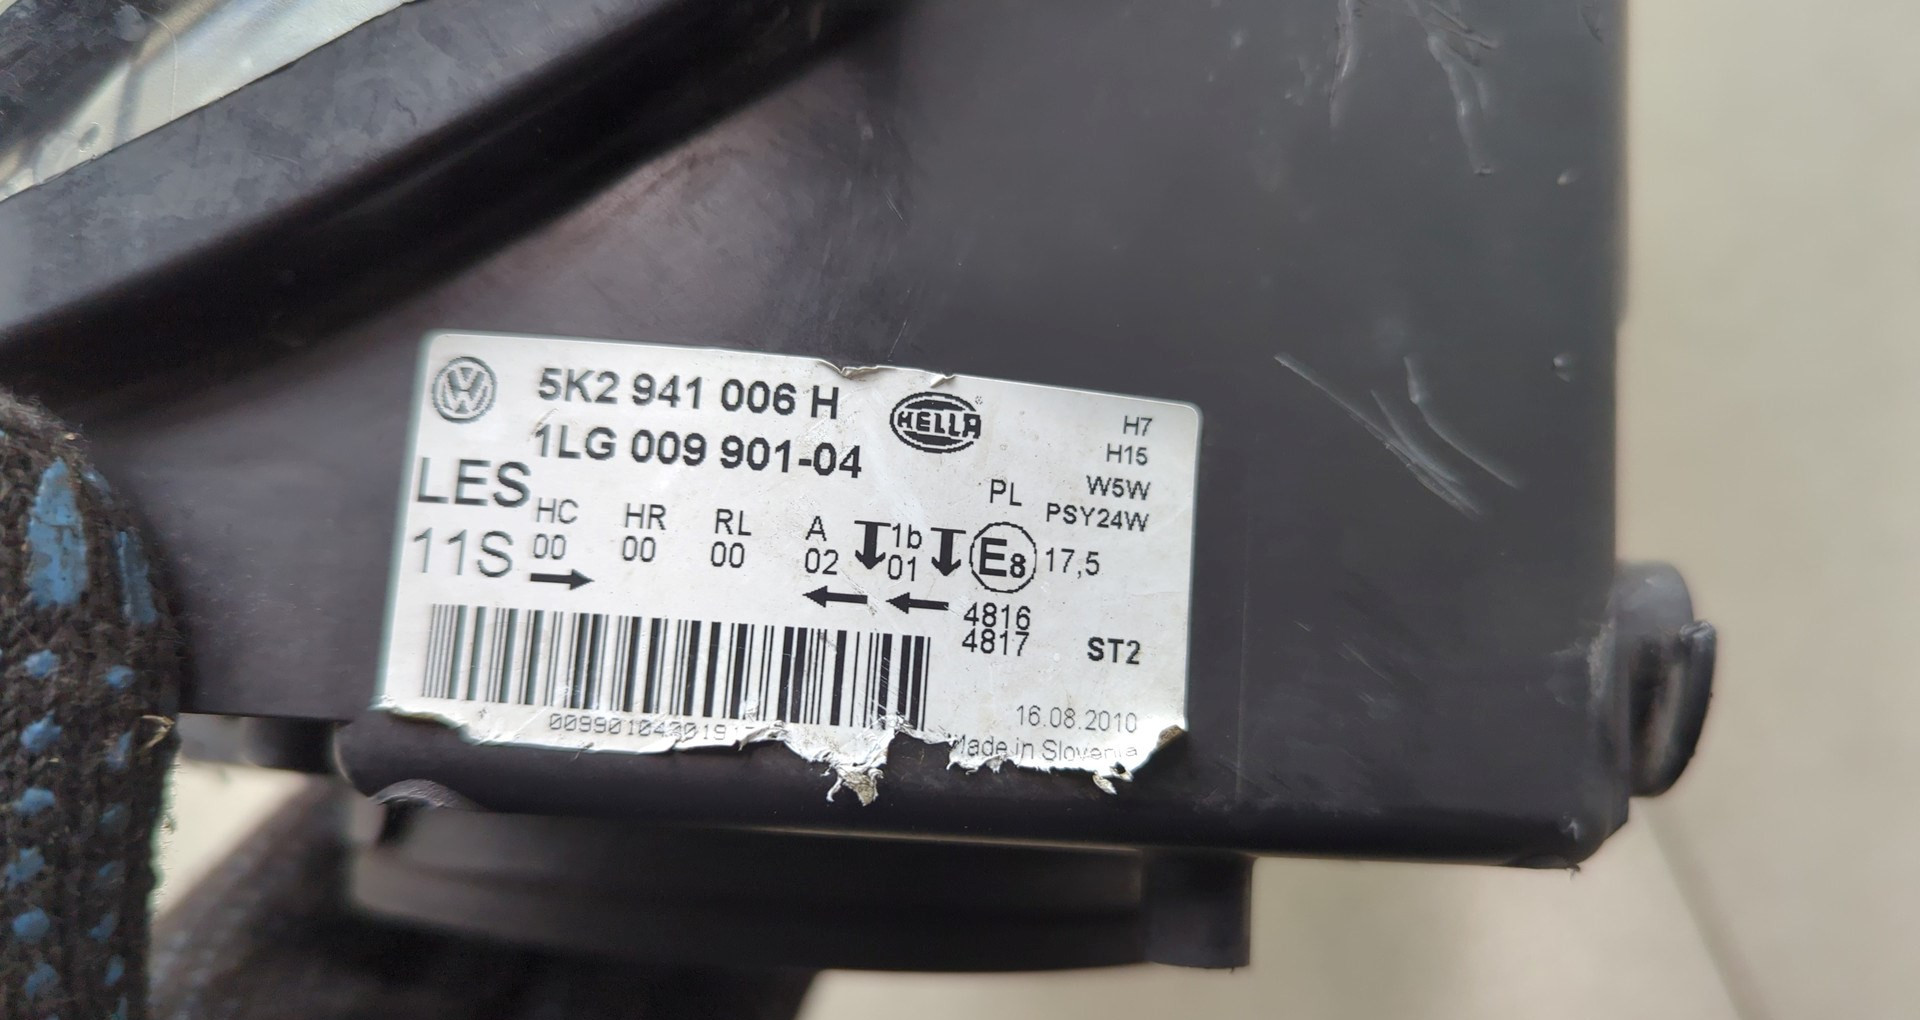 5K2 941 006 H
1LG 009 901-04
HELLA
LES
11S
HC HR RL A 1b
00 00 00 02 01
PL
H7
H15
W5W
PSY24W
E8 17,5
4816
4817
ST2
16.08.2010
Made in Slovenia